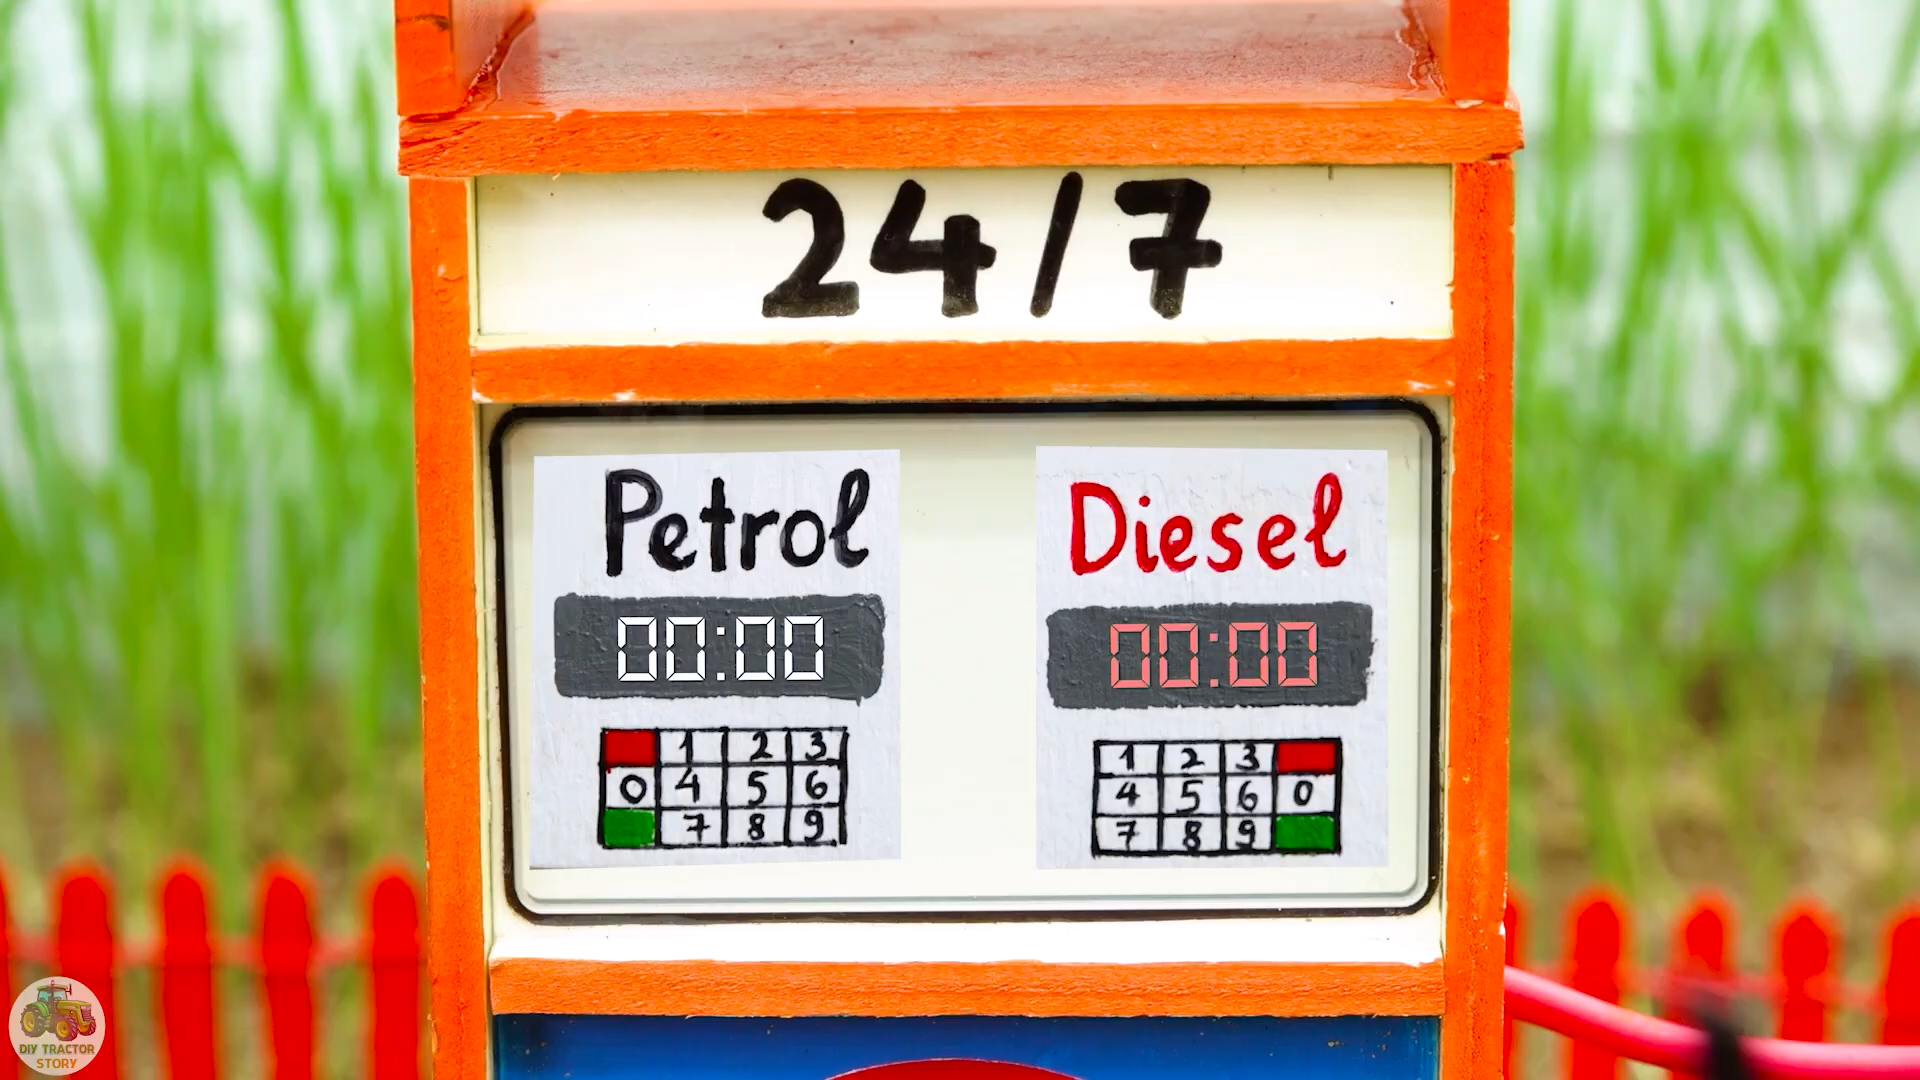 24/7
Petrol
00:00
1 2 3
0 4 5 6
7 8 9
Diesel
00:00
1 2 3
4 5 6 0
7 8 9
DIY TRACTOR
STORY